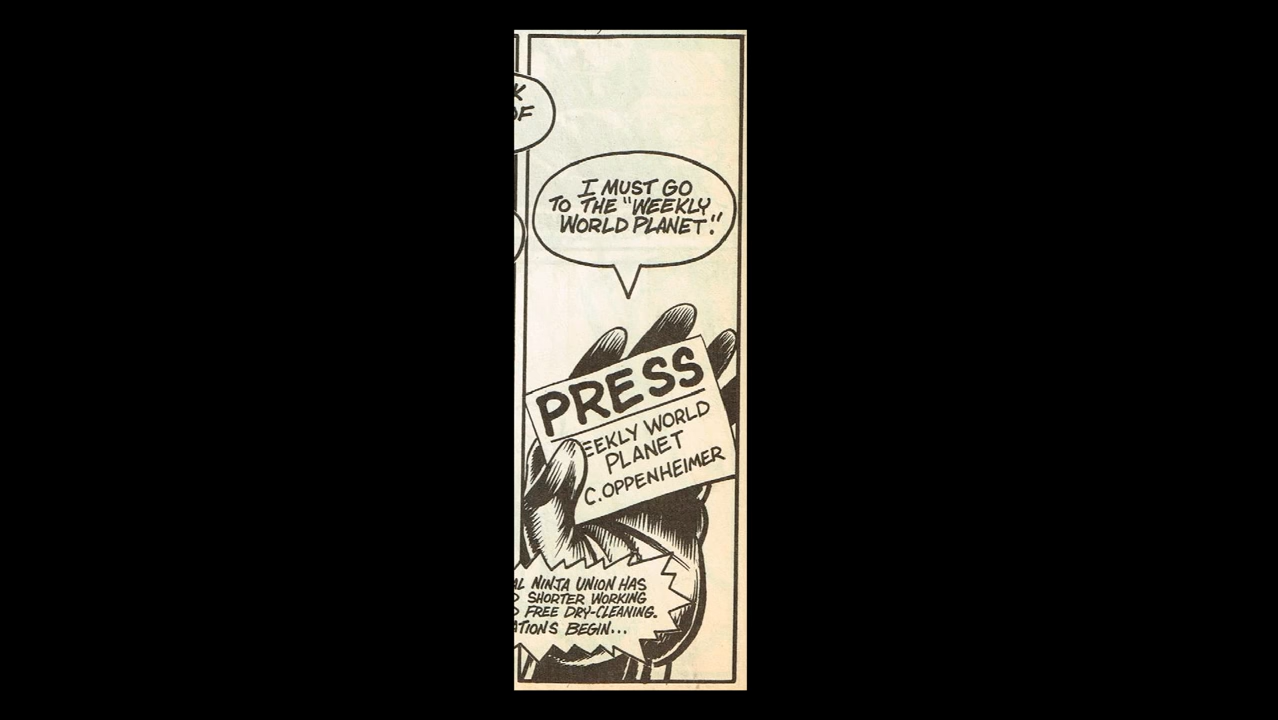 OF
I MUST GO
TO THE "WEEKLY
WORLD PLANET."
PRESS
EEKLY WORLD
PLANET
C.OPPENHEIMER
NINJA UNION HAS
SHORTER WORKING
FREE DRY-CLEANING.
BEGIN...